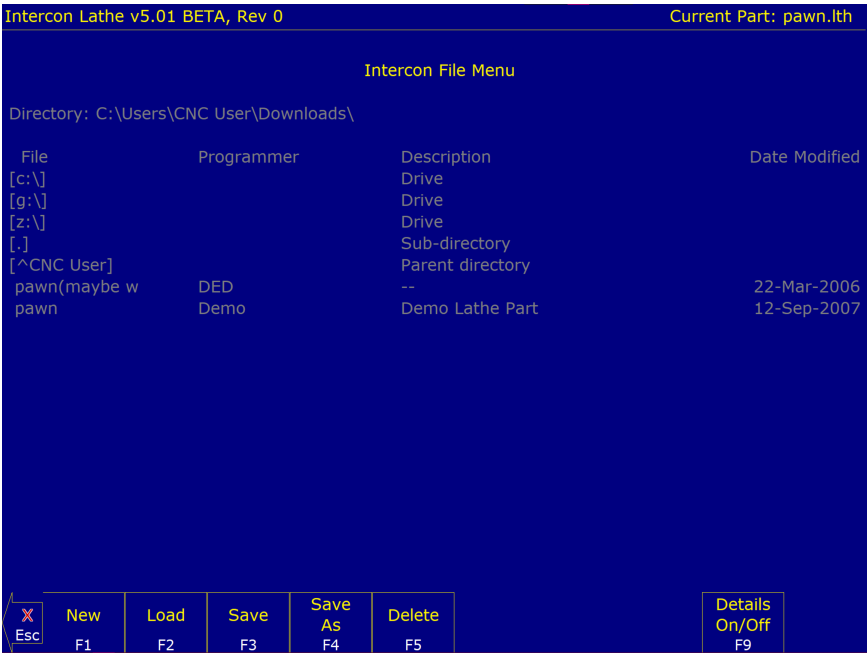 Intercon Lathe v5.01 BETA, Rev 0 Current Part: pawn.lth
Intercon File Menu
Directory: C:\Users\CNC User\Downloads\
File Programmer Description Date Modified
[c:\] Drive
[g:\] Drive
[z:\] Drive
[.] Sub-directory
[^CNC User] Parent directory
pawn(maybe w DED -- 22-Mar-2006
pawn Demo Demo Lathe Part 12-Sep-2007
X Esc
New F1
Load F2
Save F3
Save As F4
Delete F5
Details On/Off F9